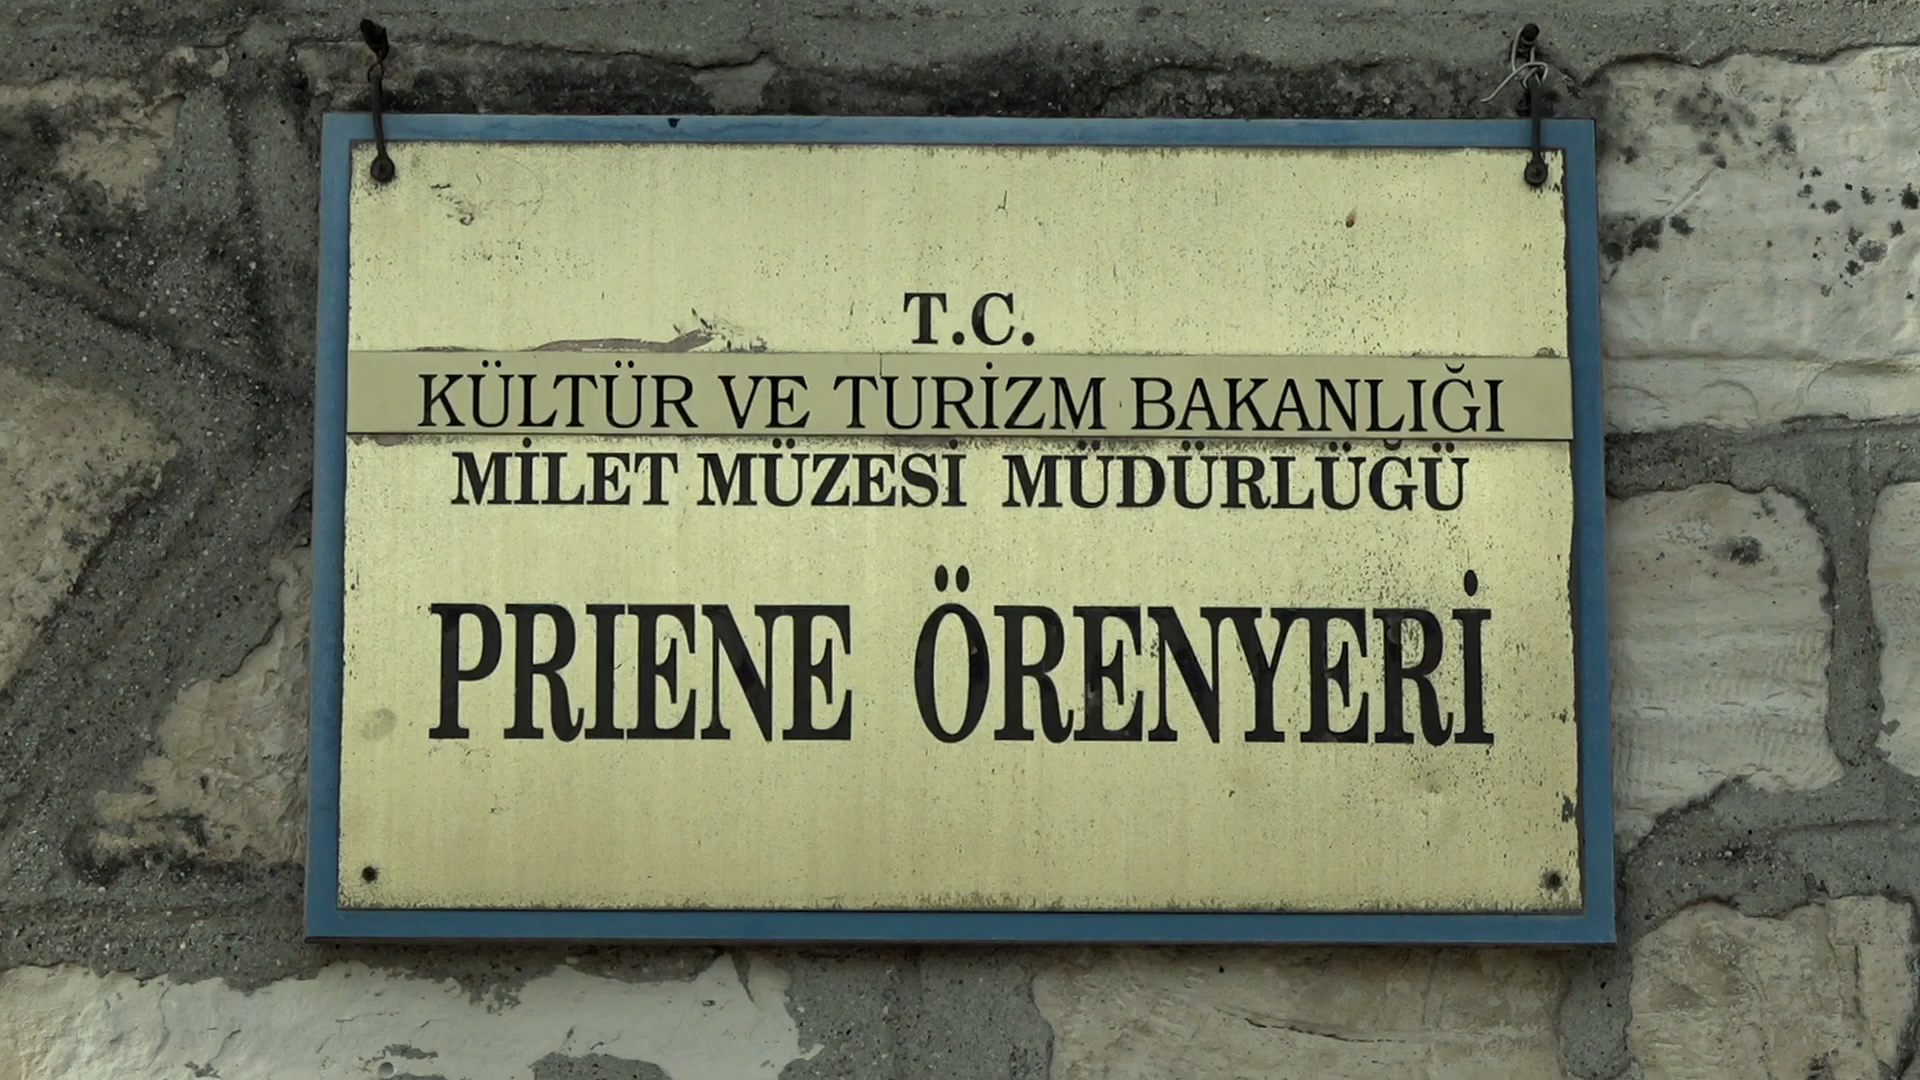 T.C.
KÜLTÜR VE TURİZM BAKANLIĞI
MİLET MÜZESİ MÜDÜRLÜĞÜ
PRIENE ÖRENYERİ